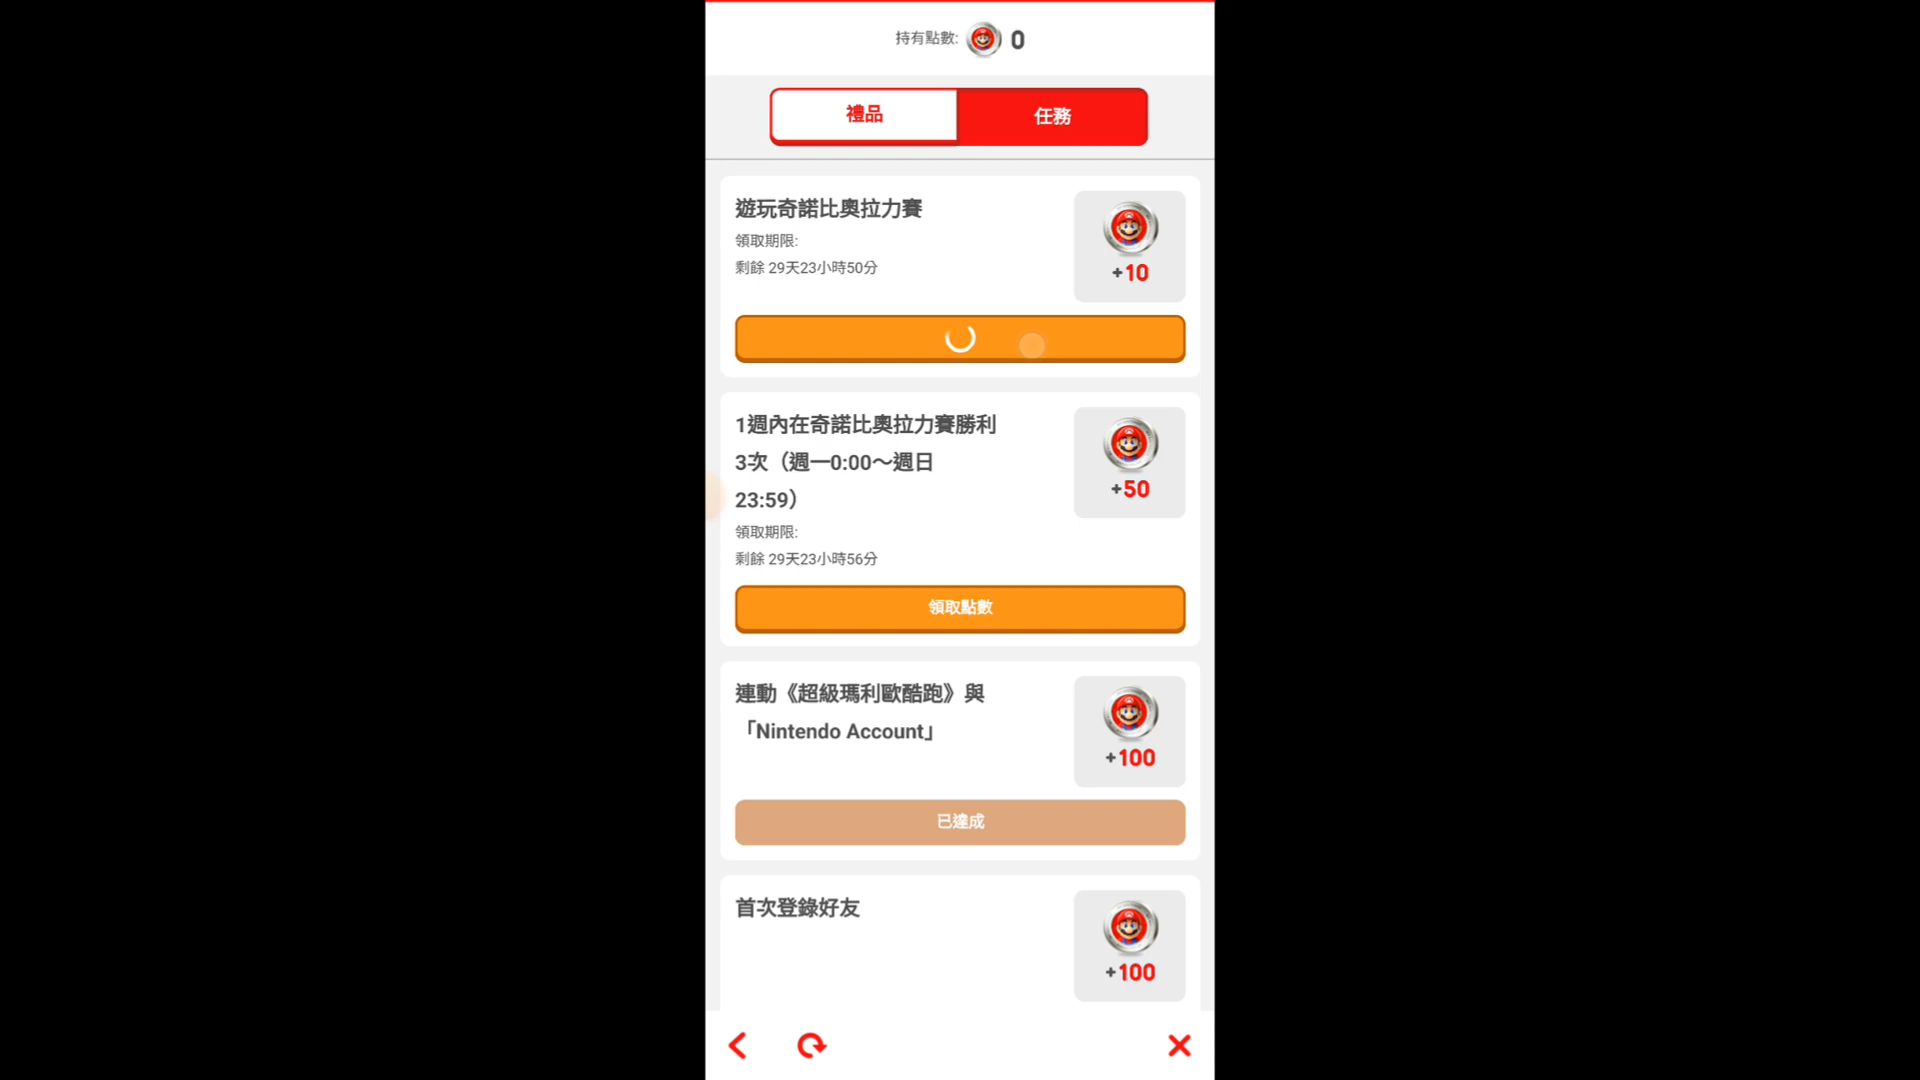 持有點數: 0
禮品
任務
遊玩奇諾比奧拉力賽
領取期限:
剩餘 29天23小時50分
+10
1週內在奇諾比奧拉力賽勝利
3次（週一0:00～週日
23:59）
領取期限:
剩餘 29天23小時56分
+50
領取點數
連動《超級瑪利歐酷跑》與
「Nintendo Account」
+100
已達成
首次登錄好友
+100